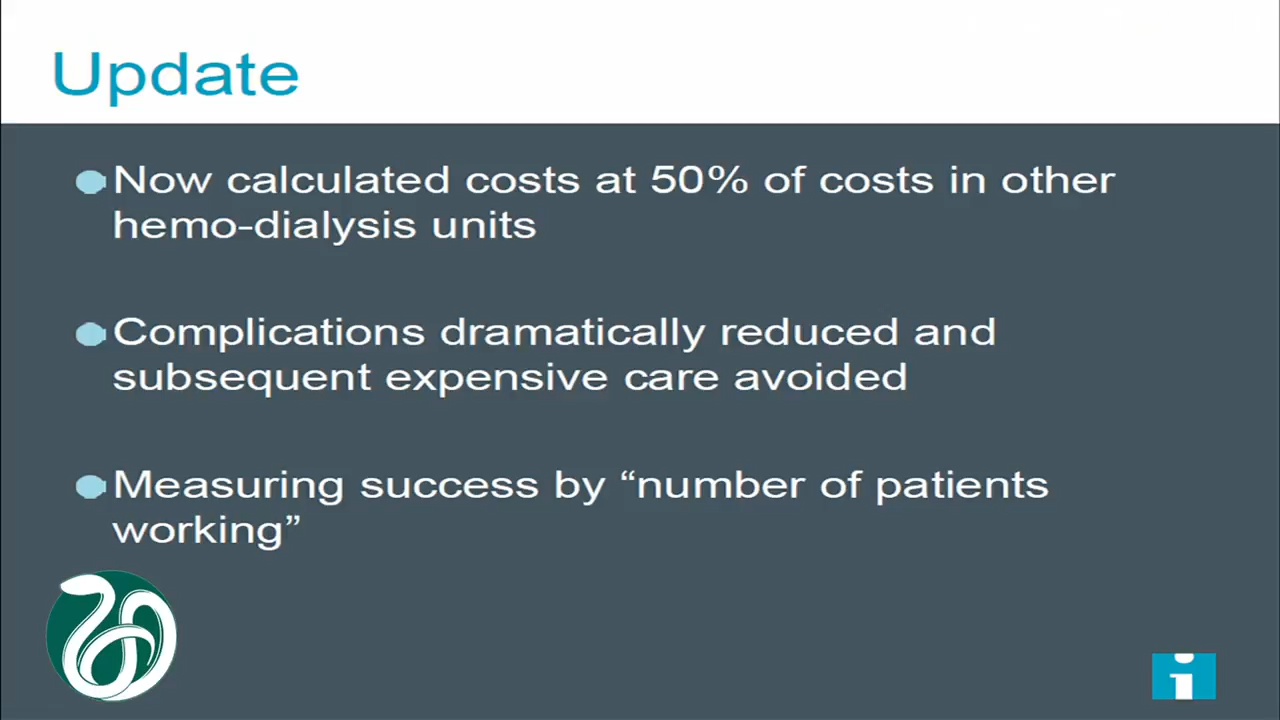 Update
Now calculated costs at 50% of costs in other
hemo-dialysis units
Complications dramatically reduced and
subsequent expensive care avoided
Measuring success by “number of patients
working”
i